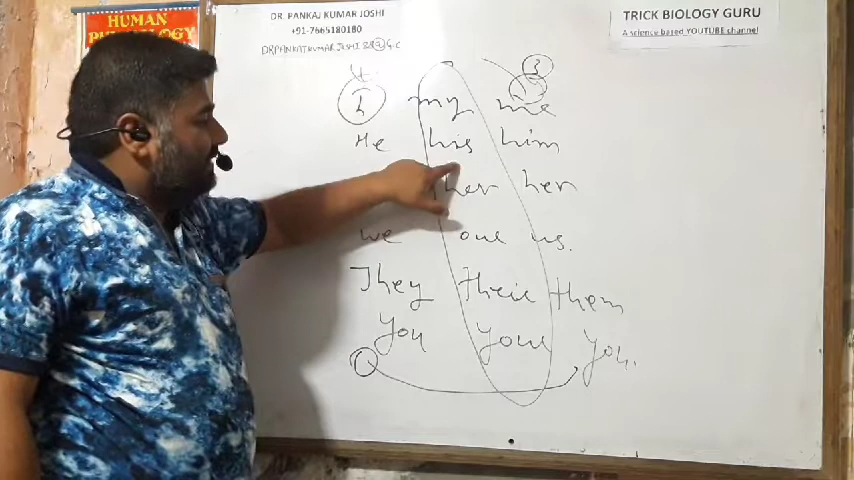 HUMAN
PHYSIOLOGY
DR. PANKAJ KUMAR JOSHI
+91-7665180180
TRICK BIOLOGY GURU
A science based YOUTUBE channel
3
I my me
He his him
her her
we our us.
They their them
You your you.
1